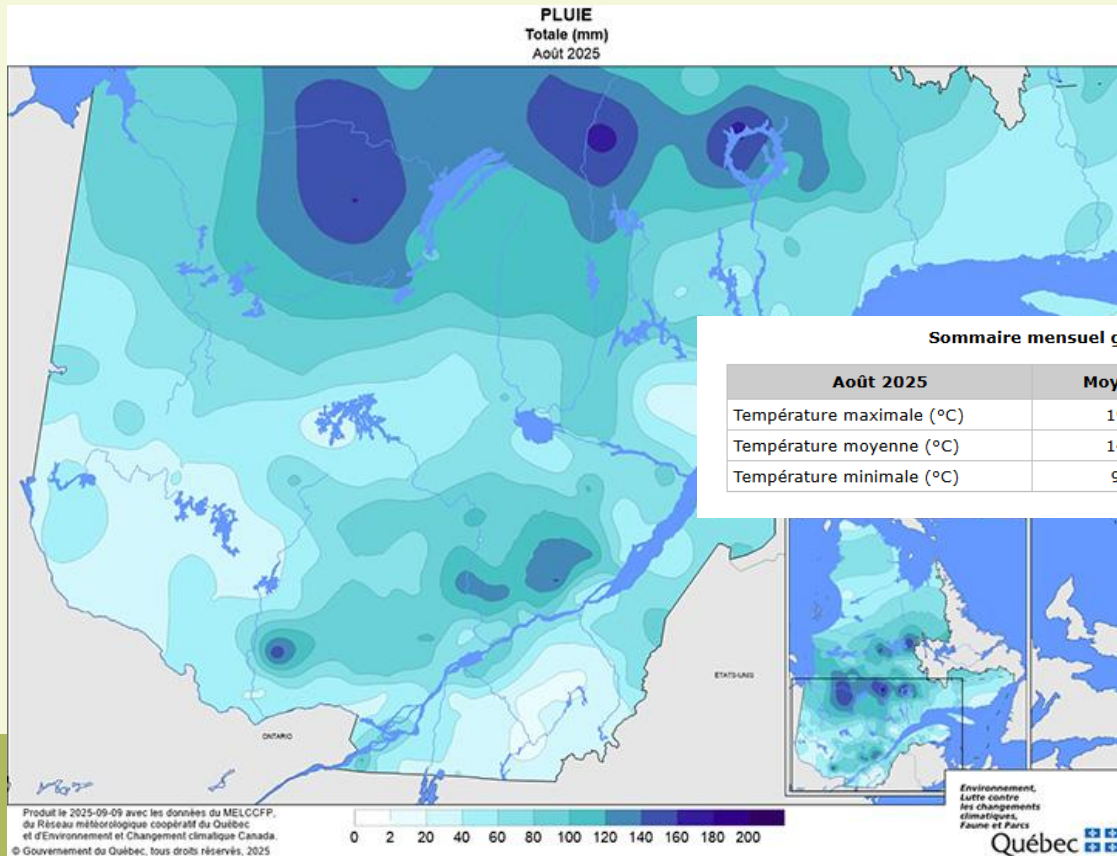 PLUIE
Totale (mm)
Août 2025
Sommaire mensuel g
Août 2025 Moy
Température maximale (°C) 1
Température moyenne (°C) 1
Température minimale (°C) 9
ÉTATS-UNIS
ONTARIO
Produit le 2025-09-09 avec les données du MELCCFP,
du Réseau météorologique coopératif du Québec
et d'Environnement et Changement climatique Canada.
© Gouvernement du Québec, tous droits réservés, 2025
0 2 20 40 60 80 100 120 140 160 180 200
Environnement,
Lutte contre
les changements
climatiques,
Faune et Parcs
Québec